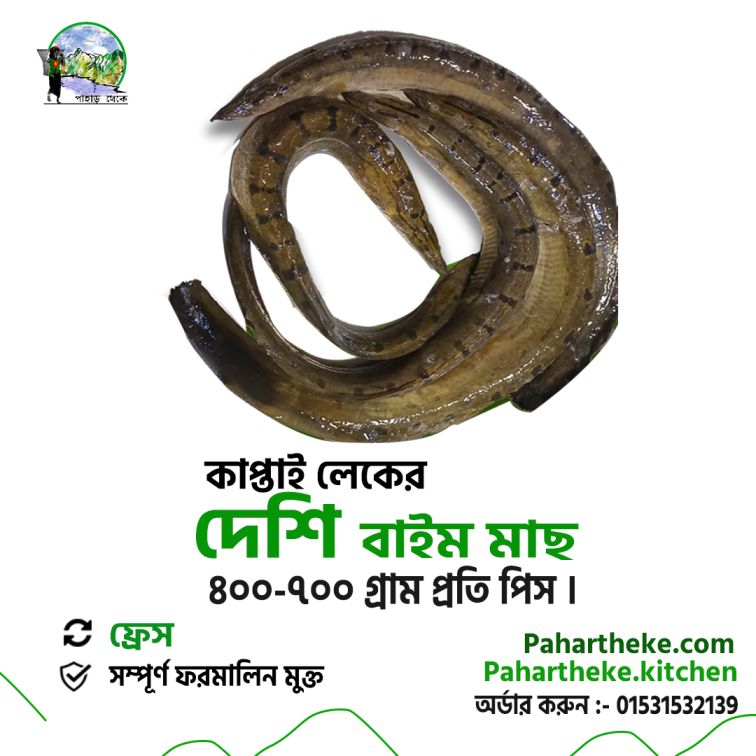 পাহাড় থেকে
কাপ্তাই লেকের
দেশি বাইম মাছ
৪০০-৭০০ গ্রাম প্রতি পিস ।
ফ্রেস
সম্পূর্ণ ফরমালিন মুক্ত
Pahartheke.com
Pahartheke.kitchen
অর্ডার করুন :- 01531532139